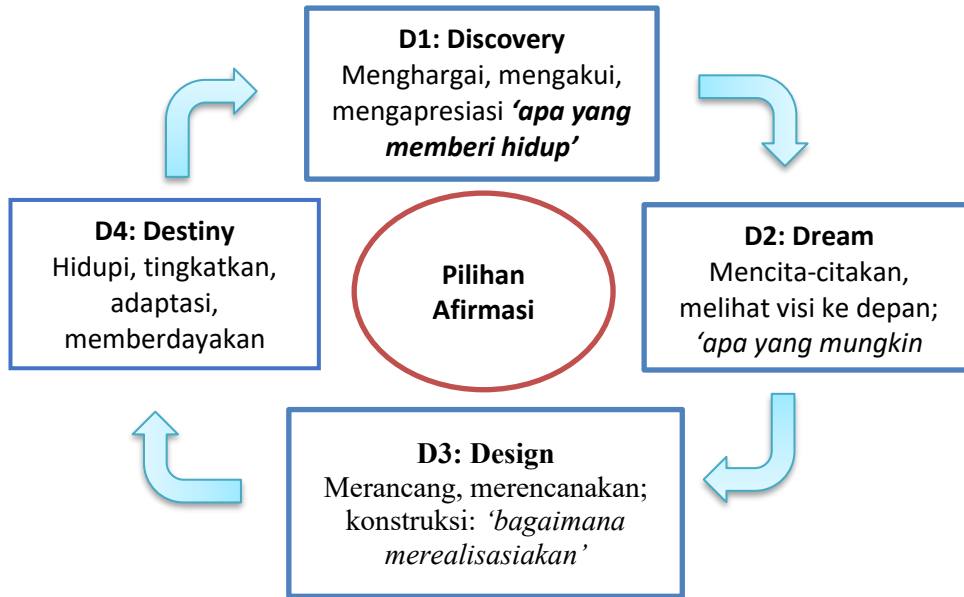 D1: Discovery
Menghargai, mengakui,
mengapresiasi ‘apa yang
memberi hidup’
D4: Destiny
Hidupi, tingkatkan,
adaptasi,
memberdayakan
Pilihan
Afirmasi
D2: Dream
Mencita-citakan,
melihat visi ke depan;
‘apa yang mungkin
D3: Design
Merancang, merencanakan;
konstruksi: ‘bagaimana
merealisasiakan’